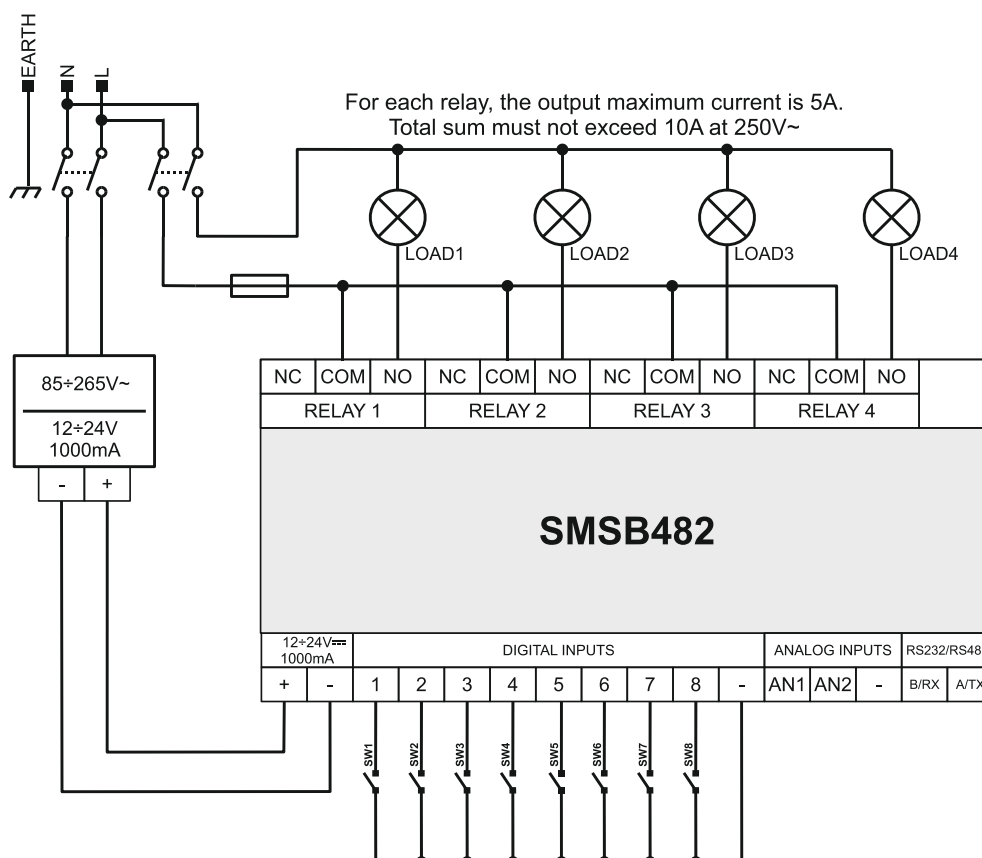 EARTH
N
L
For each relay, the output maximum current is 5A.
Total sum must not exceed 10A at 250V~
LOAD1
LOAD2
LOAD3
LOAD4
85÷265V~
12÷24V
1000mA
-
+
NC
COM
NO
NC
COM
NO
NC
COM
NO
NC
COM
NO
RELAY 1
RELAY 2
RELAY 3
RELAY 4
SMSB482
12÷24V⎓
1000mA
DIGITAL INPUTS
ANALOG INPUTS
RS232/RS48
+
-
1
2
3
4
5
6
7
8
-
AN1
AN2
-
B/RX
A/TX
SW1
SW2
SW3
SW4
SW5
SW6
SW7
SW8